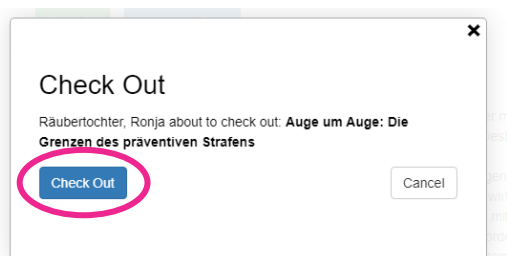 Check Out
Räubertochter, Ronja about to check out: Auge um Auge: Die
Grenzen des präventiven Strafens
Check Out
Cancel